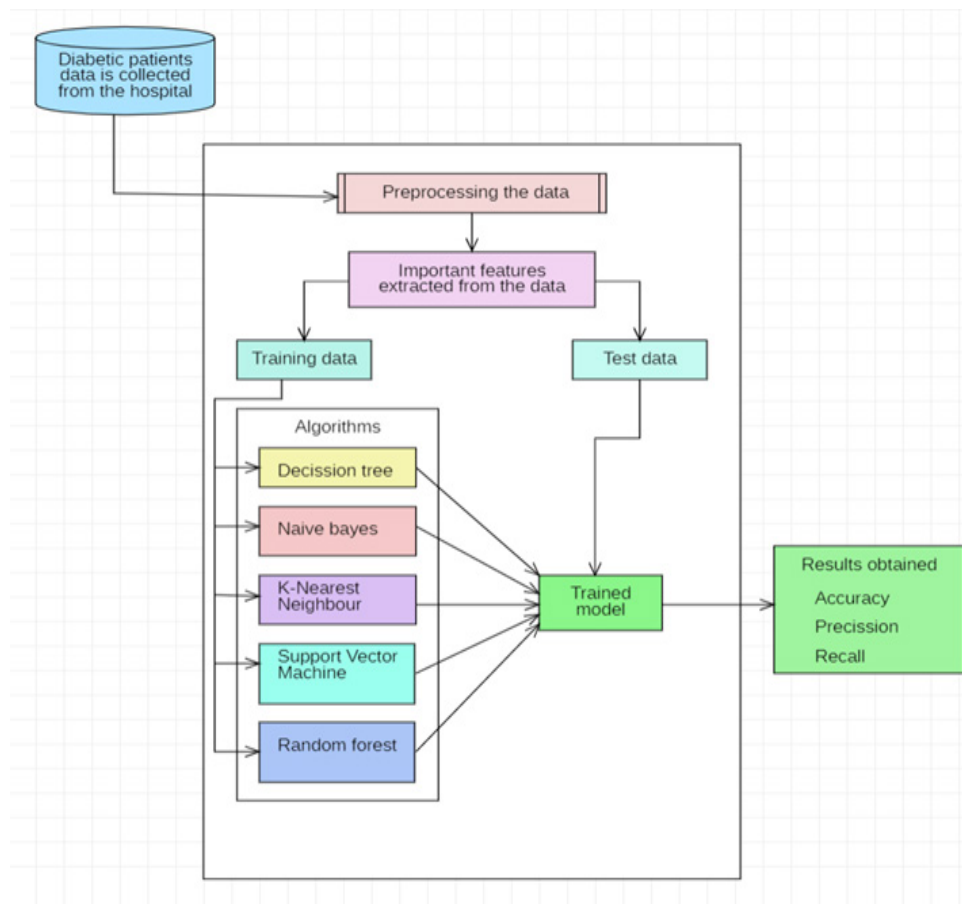 Diabetic patients
data is collected
from the hospital
Preprocessing the data
Important features
extracted from the data
Training data
Test data
Algorithms
Decission tree
Naive bayes
K-Nearest
Neighbour
Support Vector
Machine
Random forest
Trained
model
Results obtained
Accuracy
Precission
Recall